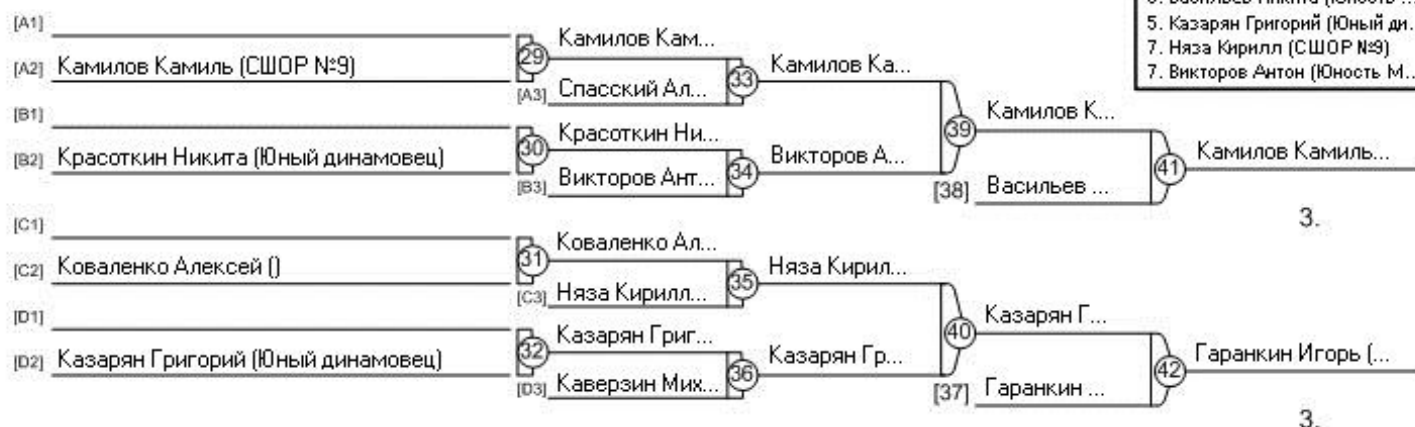 5. Казарян Григорий (Юный ди...
7. Няза Кирилл (СШОР №9)
7. Викторов Антон (Юность М...
[A1]
[A2] Камилов Камиль (СШОР №9)
29
Камилов Кам...
[A3] Спасский Ал...
33
Камилов Ка...
[B1]
[B2] Красоткин Никита (Юный динамовец)
30
Красоткин Ни...
[B3] Викторов Ант...
34
Викторов А...
39
Камилов К...
[38] Васильев ...
41
Камилов Камиль...
3.
[C1]
[C2] Коваленко Алексей ()
31
Коваленко Ал...
[C3] Няза Кирилл...
35
Няза Кирил...
[D1]
[D2] Казарян Григорий (Юный динамовец)
32
Казарян Григ...
[D3] Каверзин Мих...
36
Казарян Гр...
40
Казарян Г...
[37] Гаранкин ...
42
Гаранкин Игорь (...
3.